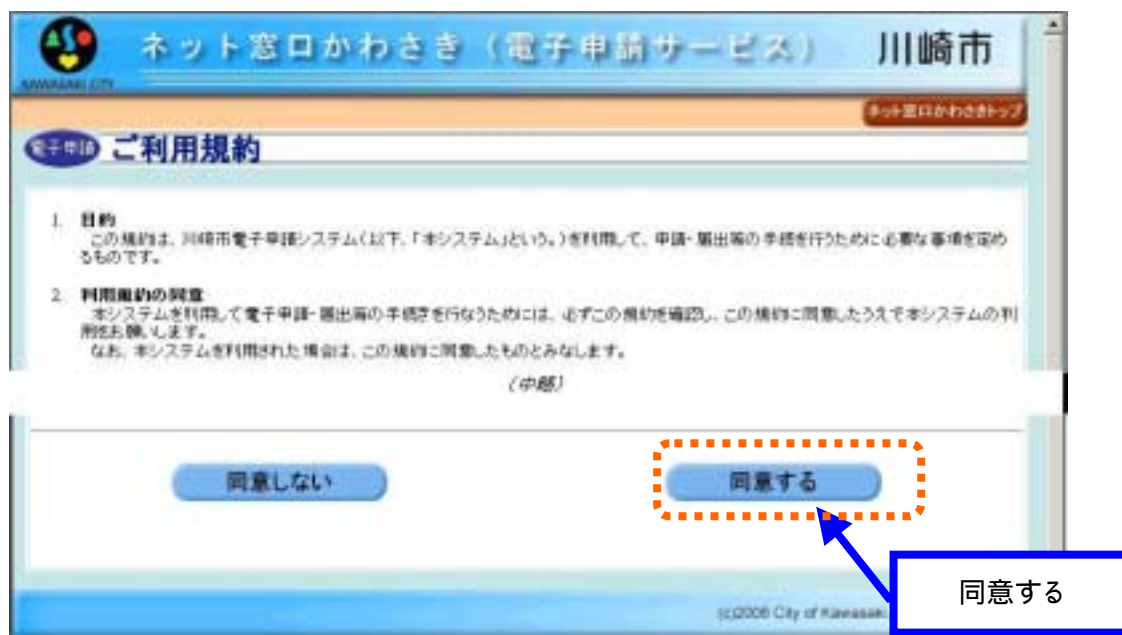 ネット窓口かわさき（電子申請サービス）
川崎市
KAWASAKI CITY
ネット窓口かわさきトップ
電子申請 ご利用規約
1. 目的
この規約は、川崎市電子申請システム（以下、「本システム」という。）を利用して、申請・届出等の手続を行うために必要な事項を定め
るものです。
2. 利用規約の同意
本システムを利用して電子申請・届出等の手続きを行なうためには、必ずこの規約を確認し、この規約に同意したうえで本システムの利
用をお願いします。
なお、本システムを利用された場合は、この規約に同意したものとみなします。
（中略）
同意しない
同意する
同意する
(c)2006 City of Kawasaki